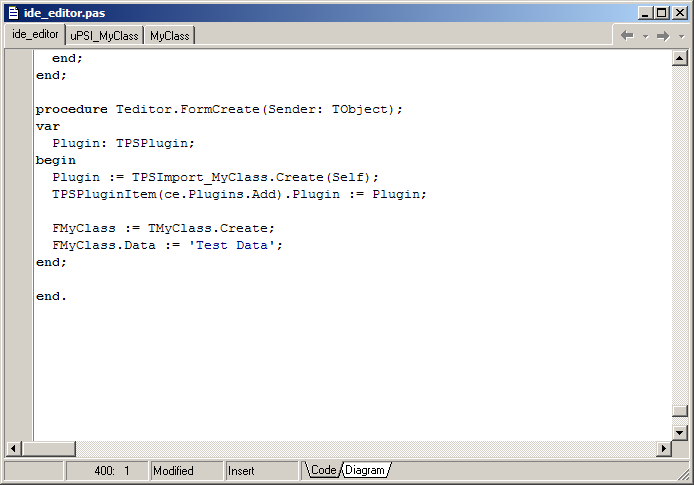 ide_editor.pas
ide_editor uPSI_MyClass MyClass
end;
end;
procedure Teditor.FormCreate(Sender: TObject);
var
Plugin: TPSPlugin;
begin
Plugin := TPSImport_MyClass.Create(Self);
TPSPluginItem(ce.Plugins.Add).Plugin := Plugin;
FMyClass := TMyClass.Create;
FMyClass.Data := 'Test Data';
end;
end.
400: 1 Modified Insert Code Diagram